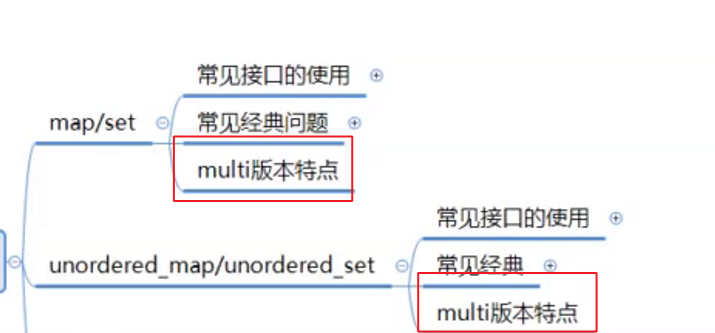 常见接口的使用
map/set
常见经典问题
multi版本特点
常见接口的使用
unordered_map/unordered_set
常见经典
multi版本特点